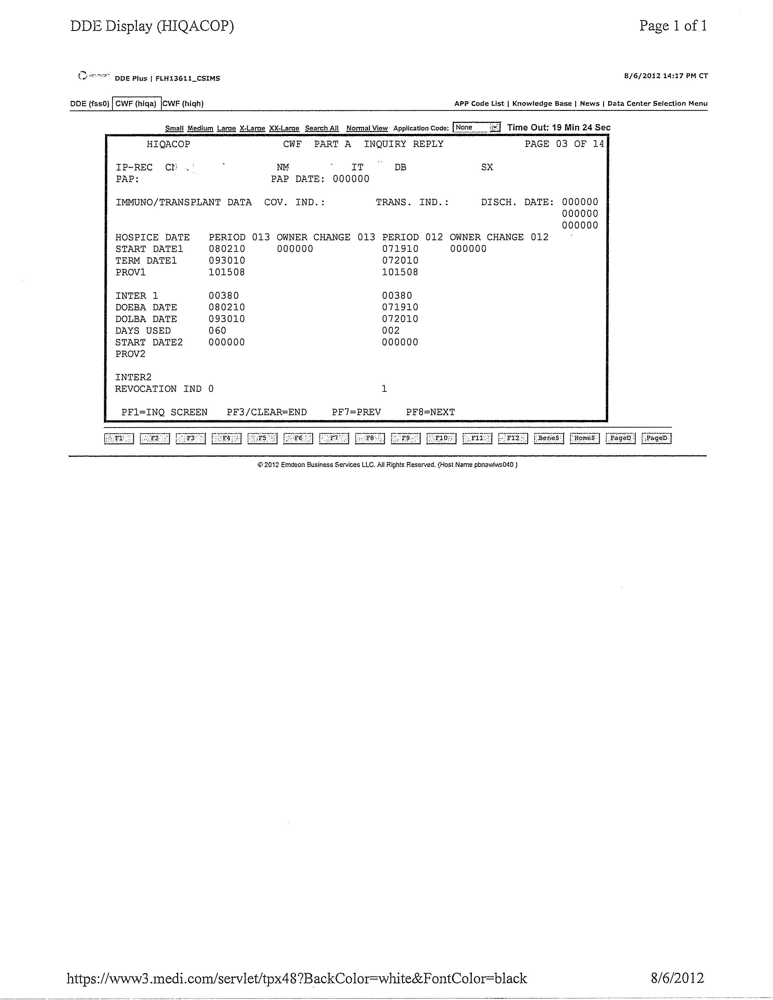 DDE Display (HIQACOP) Page 1 of 1
DDE Plus | FLH13611_CSIMS 8/6/2012 14:17 PM CT
DDE (fss0) CWF (hiqa) CWF (hiqh) APP Code List | Knowledge Base | News | Data Center Selection Menu
Small Medium Large X-Large XX-Large Search All Normal View Application Code: None Time Out: 19 Min 24 Sec
HIQACOP CWF PART A INQUIRY REPLY PAGE 03 OF 14
IP-REC CN NM IT DB SX
PAP: PAP DATE: 000000
IMMUNO/TRANSPLANT DATA COV. IND.: TRANS. IND.: DISCH. DATE: 000000
000000
000000
HOSPICE DATE PERIOD 013 OWNER CHANGE 013 PERIOD 012 OWNER CHANGE 012
START DATE1 080210 000000 071910 000000
TERM DATE1 093010 072010
PROV1 101508 101508
INTER 1 00380 00380
DOEBA DATE 080210 071910
DOLBA DATE 093010 072010
DAYS USED 060 002
START DATE2 000000 000000
PROV2
INTER2
REVOCATION IND 0 1
PF1=INQ SCREEN PF3/CLEAR=END PF7=PREV PF8=NEXT
F1 F2 F3 F4 F5 F6 F7 F8 F9 F10 F11 F12 BeneS HomeS PageU PageD
© 2012 Emdeon Business Services LLC. All Rights Reserved. (Host Name pbnawlws040 )
https://www3.medi.com/servlet/tpx48?BackColor=white&FontColor=black 8/6/2012